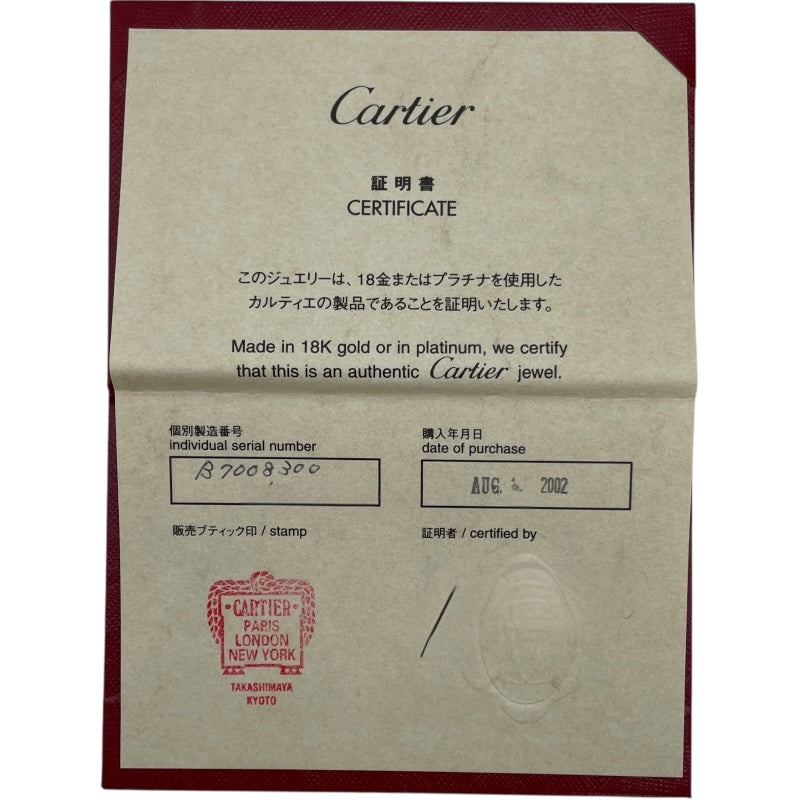 Cartier
証明書
CERTIFICATE
このジュエリーは、18金またはプラチナを使用した
カルティエの製品であることを証明いたします。
Made in 18K gold or in platinum, we certify
that this is an authentic Cartier jewel.
個別製造番号
individual serial number
B7008300
購入年月日
date of purchase
AUG. 2002
販売ブティック印 / stamp
証明者 / certified by
CARTIER
PARIS
LONDON
NEW YORK
TAKASHIMAYA
KYOTO